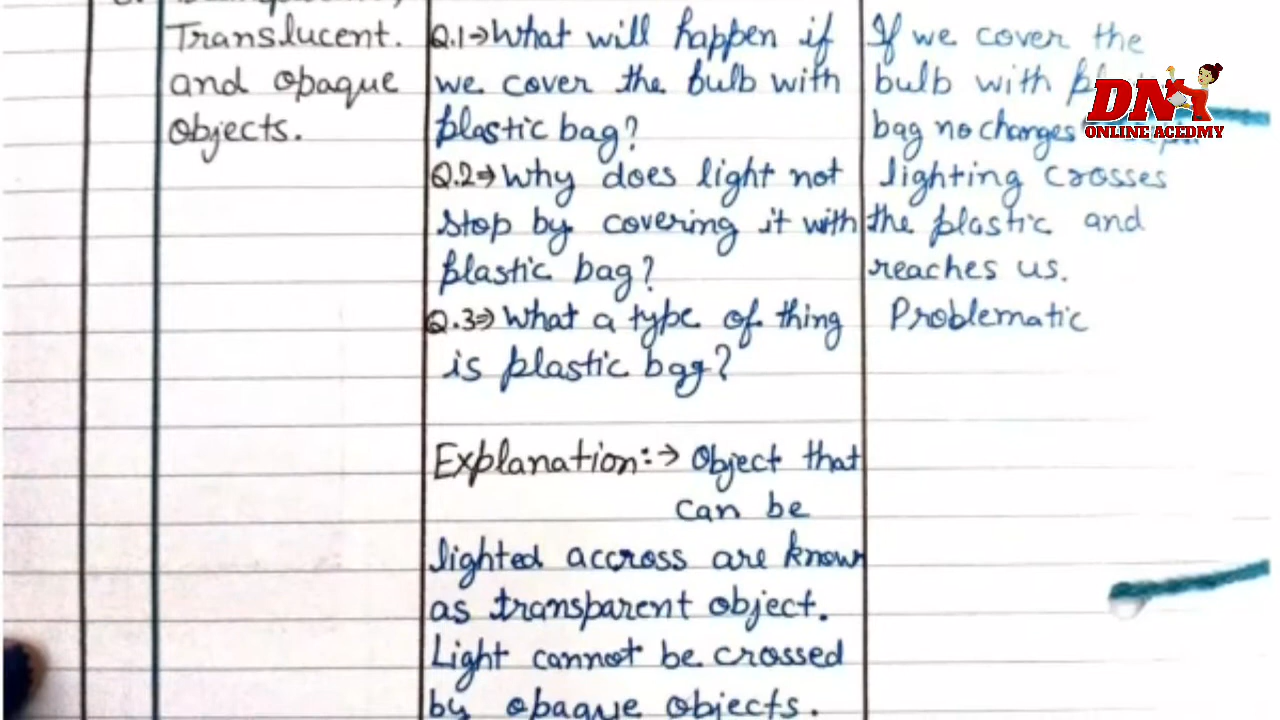 Translucent.
and opaque
objects.
Q.1→ What will happen if
we cover the bulb with
plastic bag?
Q.2→ Why does light not
stop by covering it with
plastic bag?
Q.3→ What a type of thing
is plastic bag?
Explanation:→ Object that
can be
lighted accross are known
as transparent object.
Light cannot be crossed
by opaque objects.
If we cover the
bulb with
bag no changes
lighting crosses
the plastic and
reaches us.
Problematic
DN
ONLINE ACEDMY